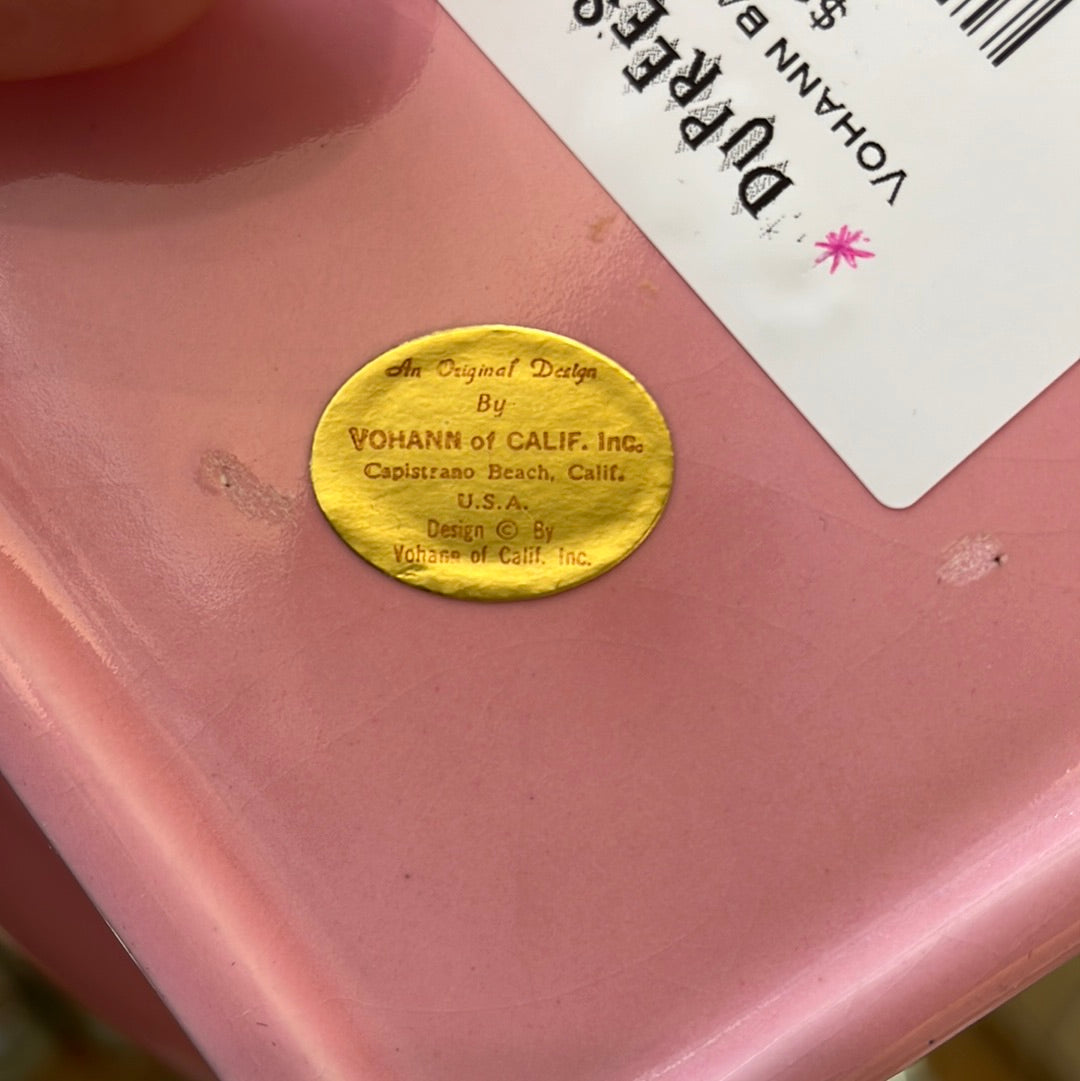 An Original Design
By
VOHANN of CALIF. Inc.
Capistrano Beach, Calif.
U.S.A.
Design © By
Vohann of Calif. Inc.
DUPREE'S
VOHANN BA
$